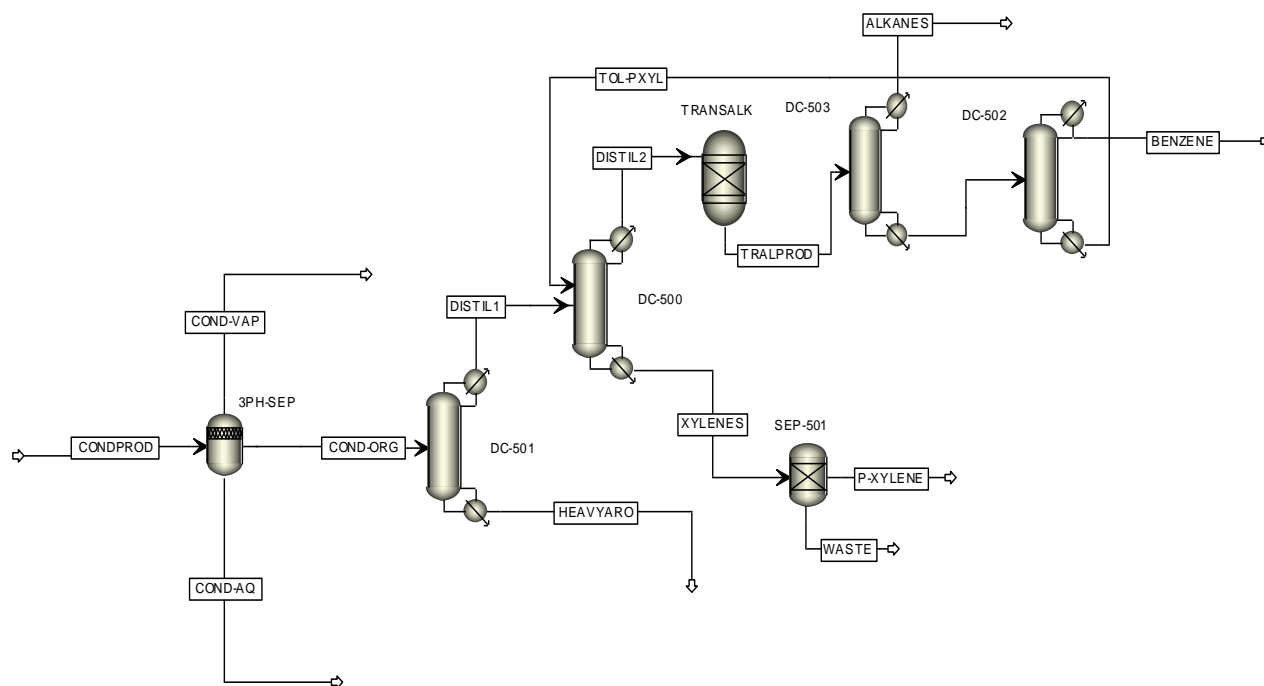 ALKANES
TOL-PXYL
TRANSALK
DC-503
DC-502
DISTIL2
BENZENE
TRALPROD
DC-500
DISTIL1
COND-VAP
3PH-SEP
CONDPROD
COND-ORG
DC-501
XYLENES
SEP-501
P-XYLENE
HEAVYARO
WASTE
COND-AQ